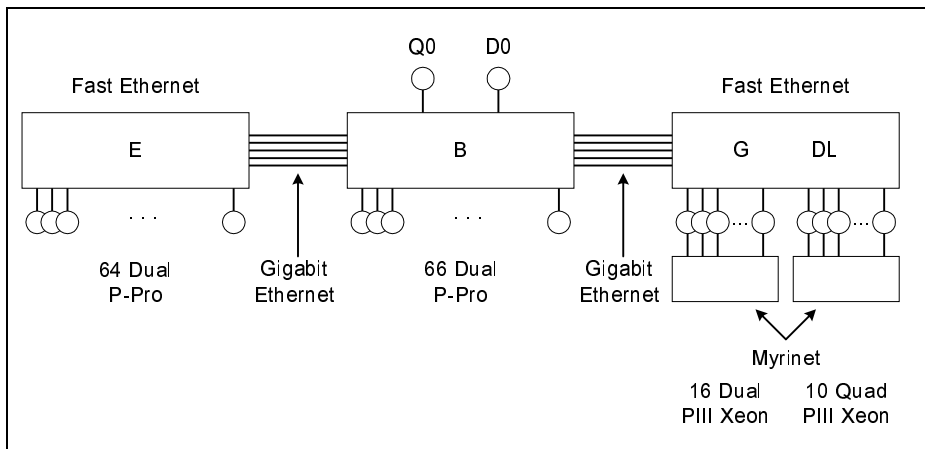 Q0 D0
Fast Ethernet Fast Ethernet
E B G DL
. . . . . . ... ...
64 Dual
P-Pro
Gigabit
Ethernet
66 Dual
P-Pro
Gigabit
Ethernet
Myrinet
16 Dual
PIII Xeon
10 Quad
PIII Xeon